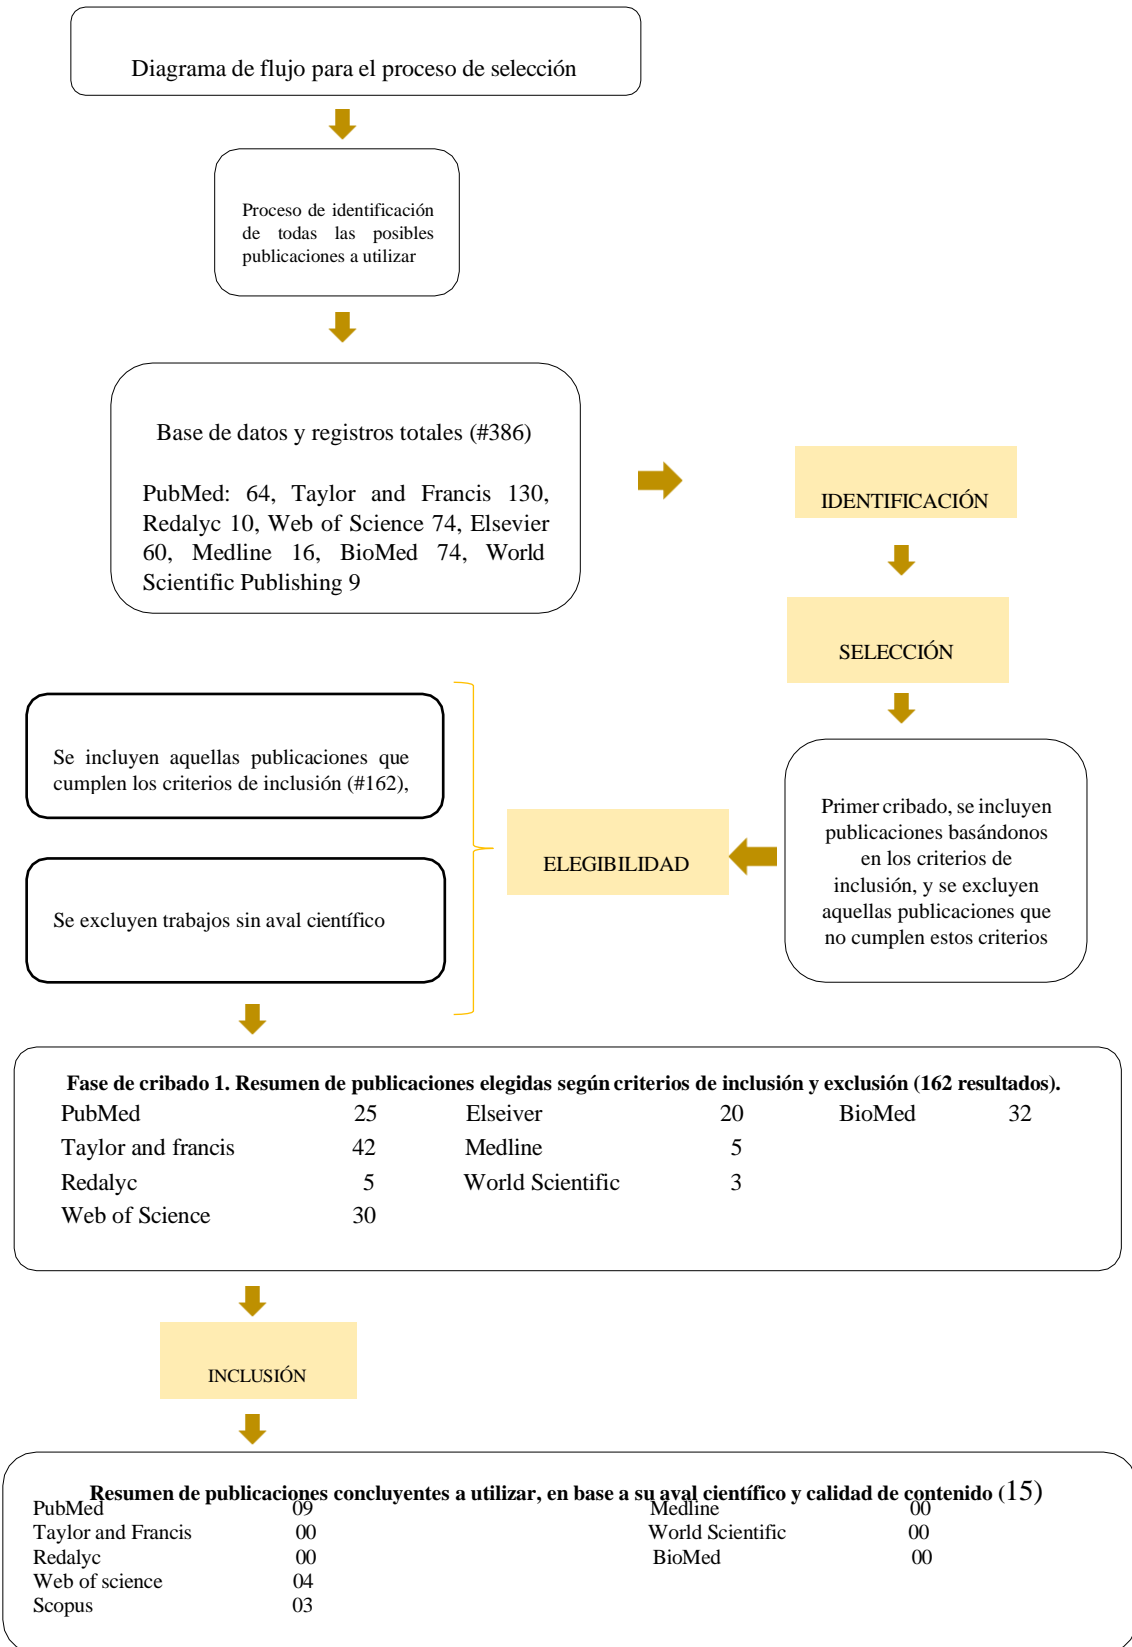 Diagrama de flujo para el proceso de selección
Proceso de identificación
de todas las posibles
publicaciones a utilizar
Base de datos y registros totales (#386)
PubMed: 64, Taylor and Francis 130,
Redalyc 10, Web of Science 74, Elsevier
60, Medline 16, BioMed 74, World
Scientific Publishing 9
IDENTIFICACIÓN
SELECCIÓN
Primer cribado, se incluyen
publicaciones basándonos
en los criterios de
inclusión, y se excluyen
aquellas publicaciones que
no cumplen estos criterios
ELEGIBILIDAD
Se incluyen aquellas publicaciones que
cumplen los criterios de inclusión (#162),
Se excluyen trabajos sin aval científico
Fase de cribado 1. Resumen de publicaciones elegidas según criterios de inclusión y exclusión (162 resultados).
PubMed 25 Elseiver 20 BioMed 32
Taylor and francis 42 Medline 5
Redalyc 5 World Scientific 3
Web of Science 30
INCLUSIÓN
Resumen de publicaciones concluyentes a utilizar, en base a su aval científico y calidad de contenido (15)
PubMed 09 Medline 00
Taylor and Francis 00 World Scientific 00
Redalyc 00 BioMed 00
Web of science 04
Scopus 03